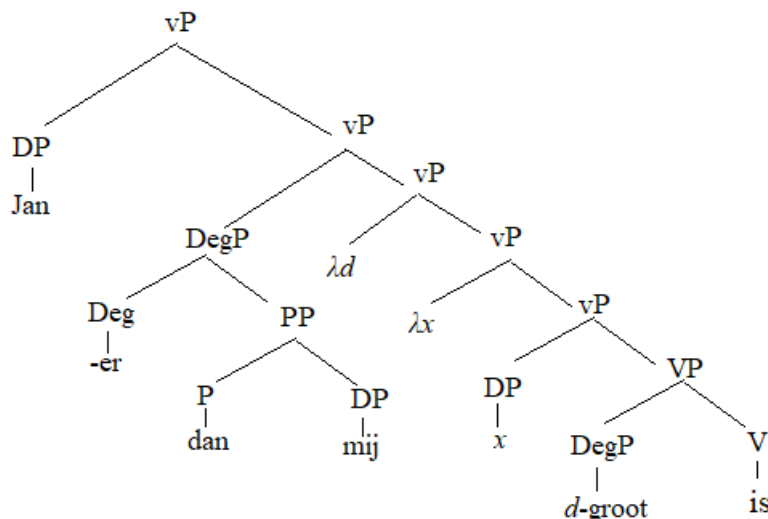 vP
DP vP
Jan vP
DegP λd vP
Deg PP λx vP
-er P DP DP VP
dan mij x DegP V
d-groot is